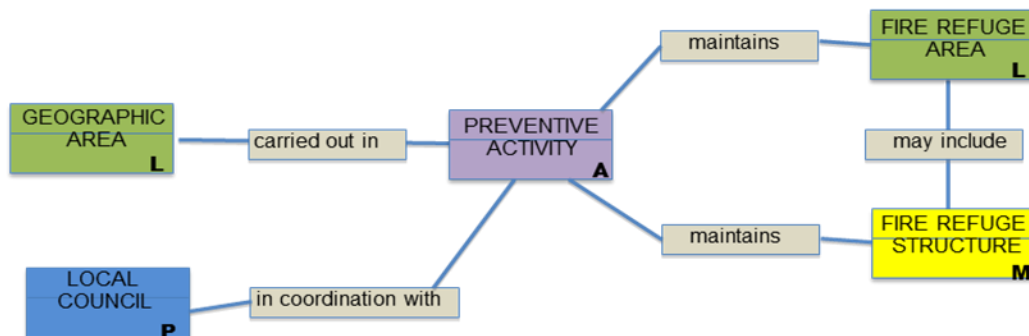 FIRE REFUGE
AREA
L
maintains
GEOGRAPHIC
AREA
L
carried out in
PREVENTIVE
ACTIVITY
A
may include
maintains
FIRE REFUGE
STRUCTURE
M
LOCAL
COUNCIL
P
in coordination with